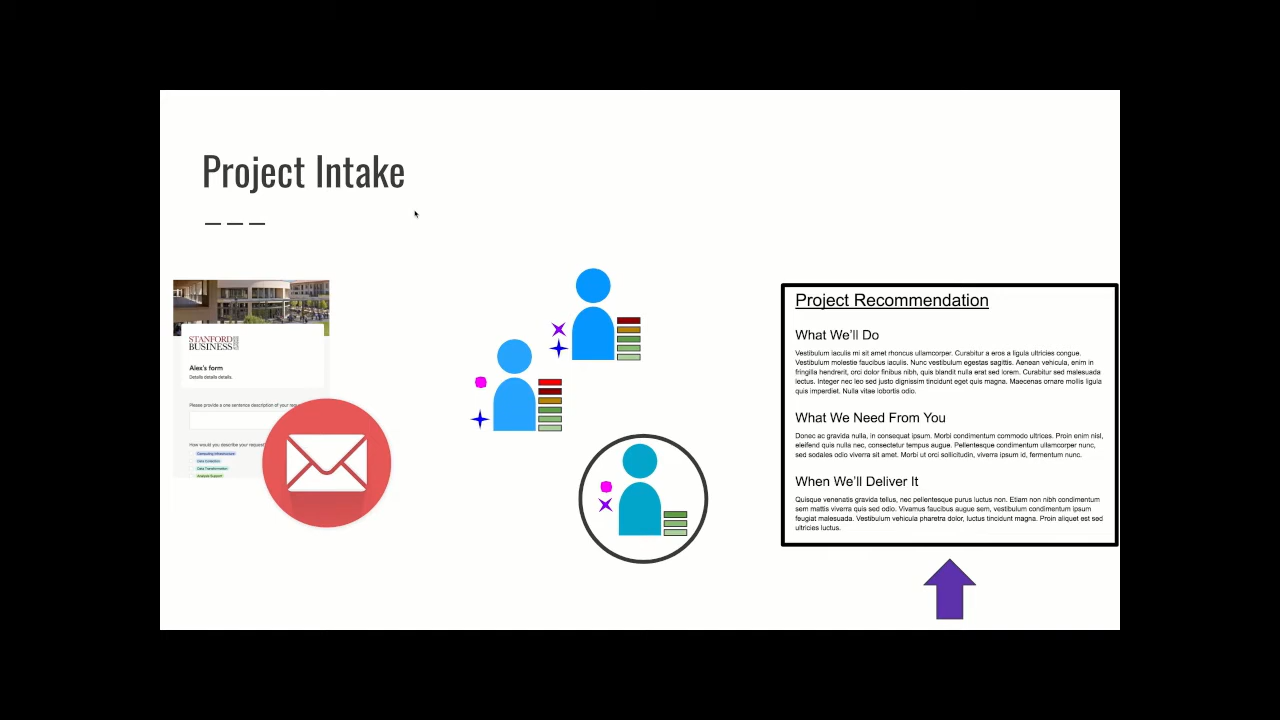 Project Intake
STANFORD
BUSINESS
Alex's form
Details details details.
Please provide a one sentence description of your
How would you describe your request?
Computing Infrastructure
Data Collection
Data Transformation
Analysis Support
Project Recommendation
What We'll Do
Vestibulum iaculis mi sit amet rhoncus ullamcorper. Curabitur a eros a ligula ultricies congue.
Vestibulum molestie faucibus iaculis. Nunc vestibulum egestas sagittis. Aenean vehicula, enim in
fringilla hendrerit, orci dolor finibus nibh, quis blandit nulla erat sed lorem. Curabitur sed malesuada
lectus. Integer nec leo sed justo dignissim tincidunt eget quis magna. Maecenas ornare mollis ligula
quis imperdiet. Nulla vitae lobortis odio.
What We Need From You
Donec ac gravida nulla, in consequat ipsum. Morbi condimentum commodo ultrices. Proin enim nisl,
eleifend quis nulla nec, consectetur tempus augue. Pellentesque condimentum ullamcorper nunc,
sed sodales odio viverra sit amet. Morbi ut orci sollicitudin, viverra ipsum id, fermentum nunc.
When We'll Deliver It
Quisque venenatis gravida tellus, nec pellentesque purus luctus non. Etiam non nibh condimentum
sem mattis viverra quis sed odio. Vivamus faucibus augue sem, vestibulum condimentum ipsum
feugiat malesuada. Vestibulum vehicula pharetra dolor, luctus tincidunt magna. Proin aliquet est sed
ultricies luctus.